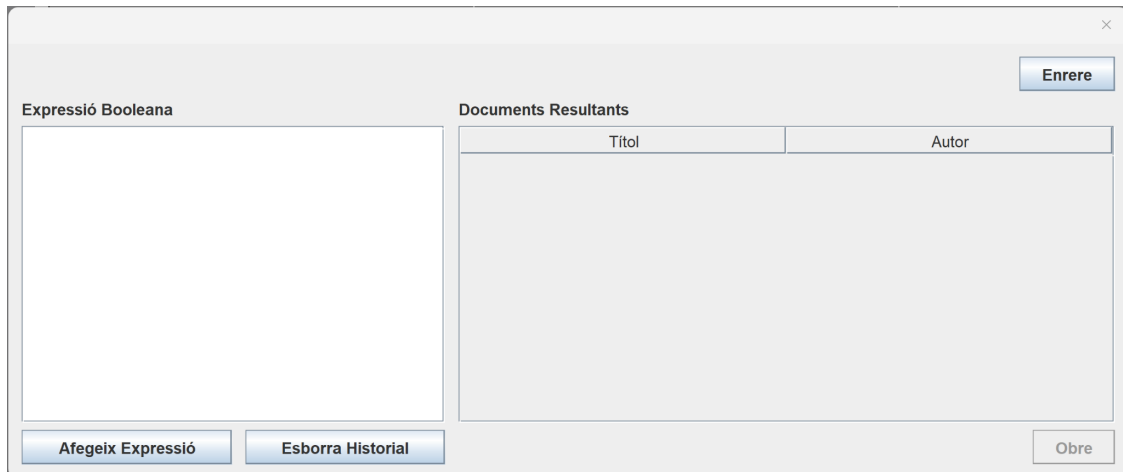 Enrere
Expressió Booleana
Documents Resultants
Títol
Autor
Afegeix Expressió
Esborra Historial
Obre